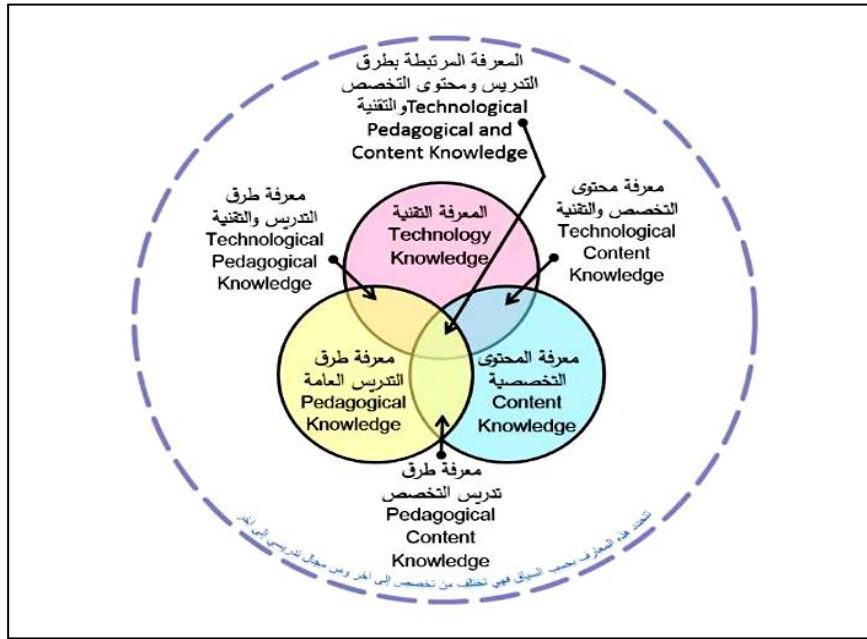 المعرفة المرتبطة بطرق
التدريس ومحتوى التخصص
والتقنية Technological
Pedagogical and
Content Knowledge
معرفة طرق
التدريس والتقنية
Technological
Pedagogical
Knowledge
المعرفة التقنية
Technology
Knowledge
معرفة محتوى
التخصص والتقنية
Technological
Content
Knowledge
معرفة طرق
التدريس العامة
Pedagogical
Knowledge
معرفة المحتوى
التخصصية
Content
Knowledge
معرفة طرق
تدريس التخصص
Pedagogical
Content
Knowledge
تتحدد هذه المعارف بحسب السياق فهي تختلف من تخصص إلى آخر ومن مجال تدريسي إلى آخر